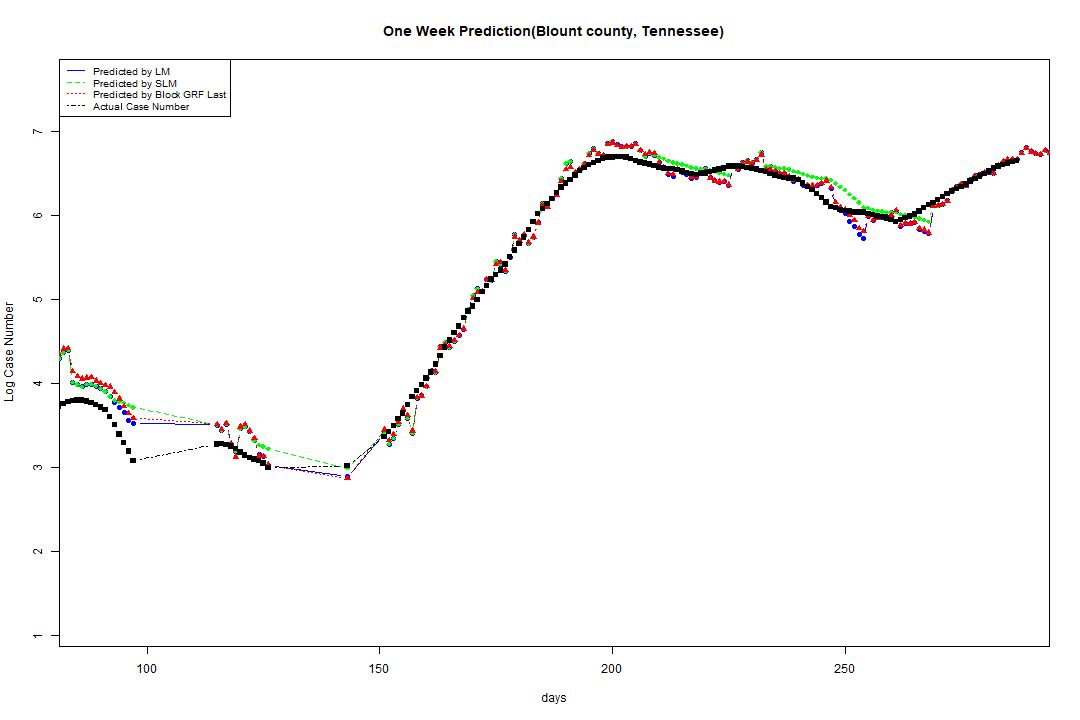 One Week Prediction(Blount county, Tennessee)
Predicted by LM
Predicted by SLM
Predicted by Block GRF Last
Actual Case Number
7
6
5
4
3
2
1
Log Case Number
100 150 200 250
days